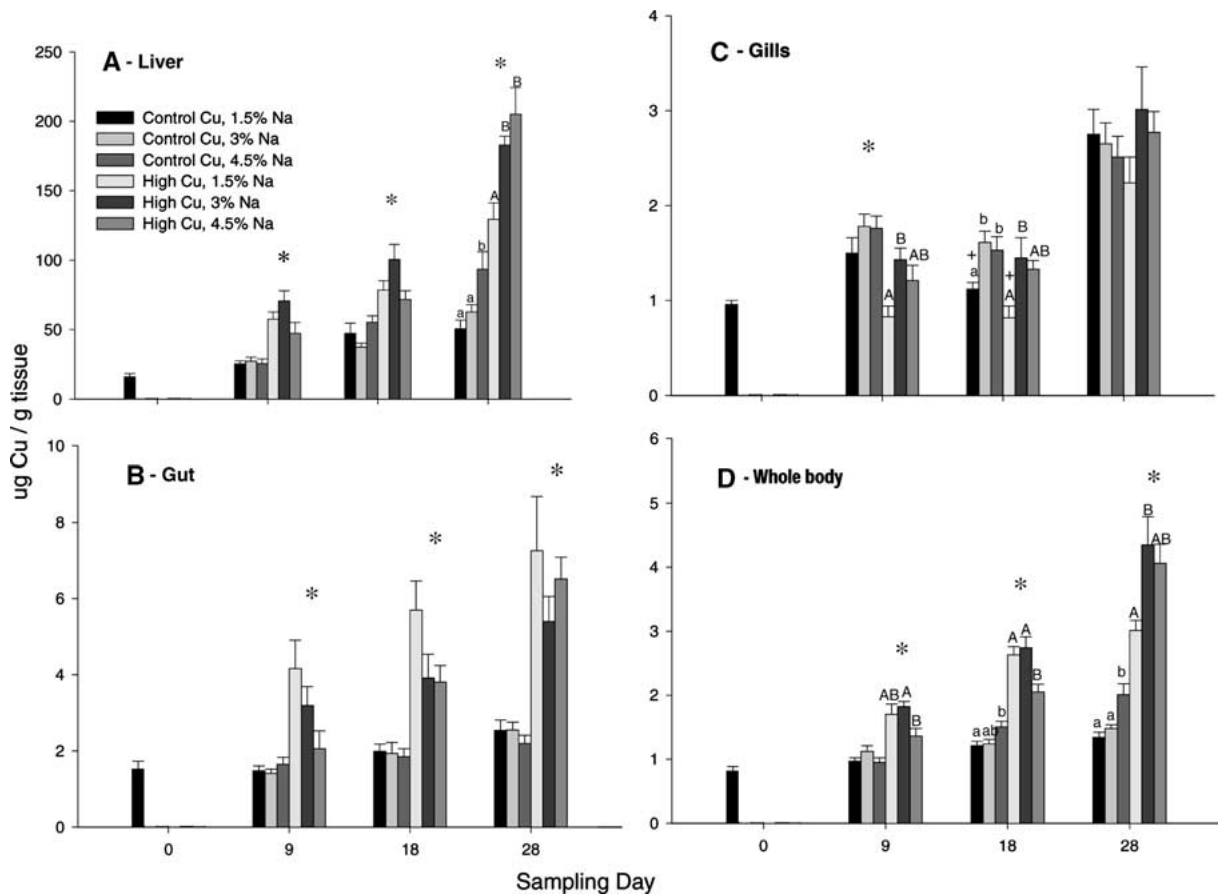 A - Liver
250
200
150
100
50
0
Control Cu, 1.5% Na
Control Cu, 3% Na
Control Cu, 4.5% Na
High Cu, 1.5% Na
High Cu, 3% Na
High Cu, 4.5% Na
* * *
a a b A B B
B - Gut
10
8
6
4
2
0
* * *
0 9 18 28
C - Gills
4
3
2
1
0
*
A B AB
+ a b b + A B AB
D - Whole body
6
5
4
3
2
1
0
* * *
AB A B
a ab b A A B
a a b A B AB
0 9 18 28
ug Cu / g tissue
Sampling Day